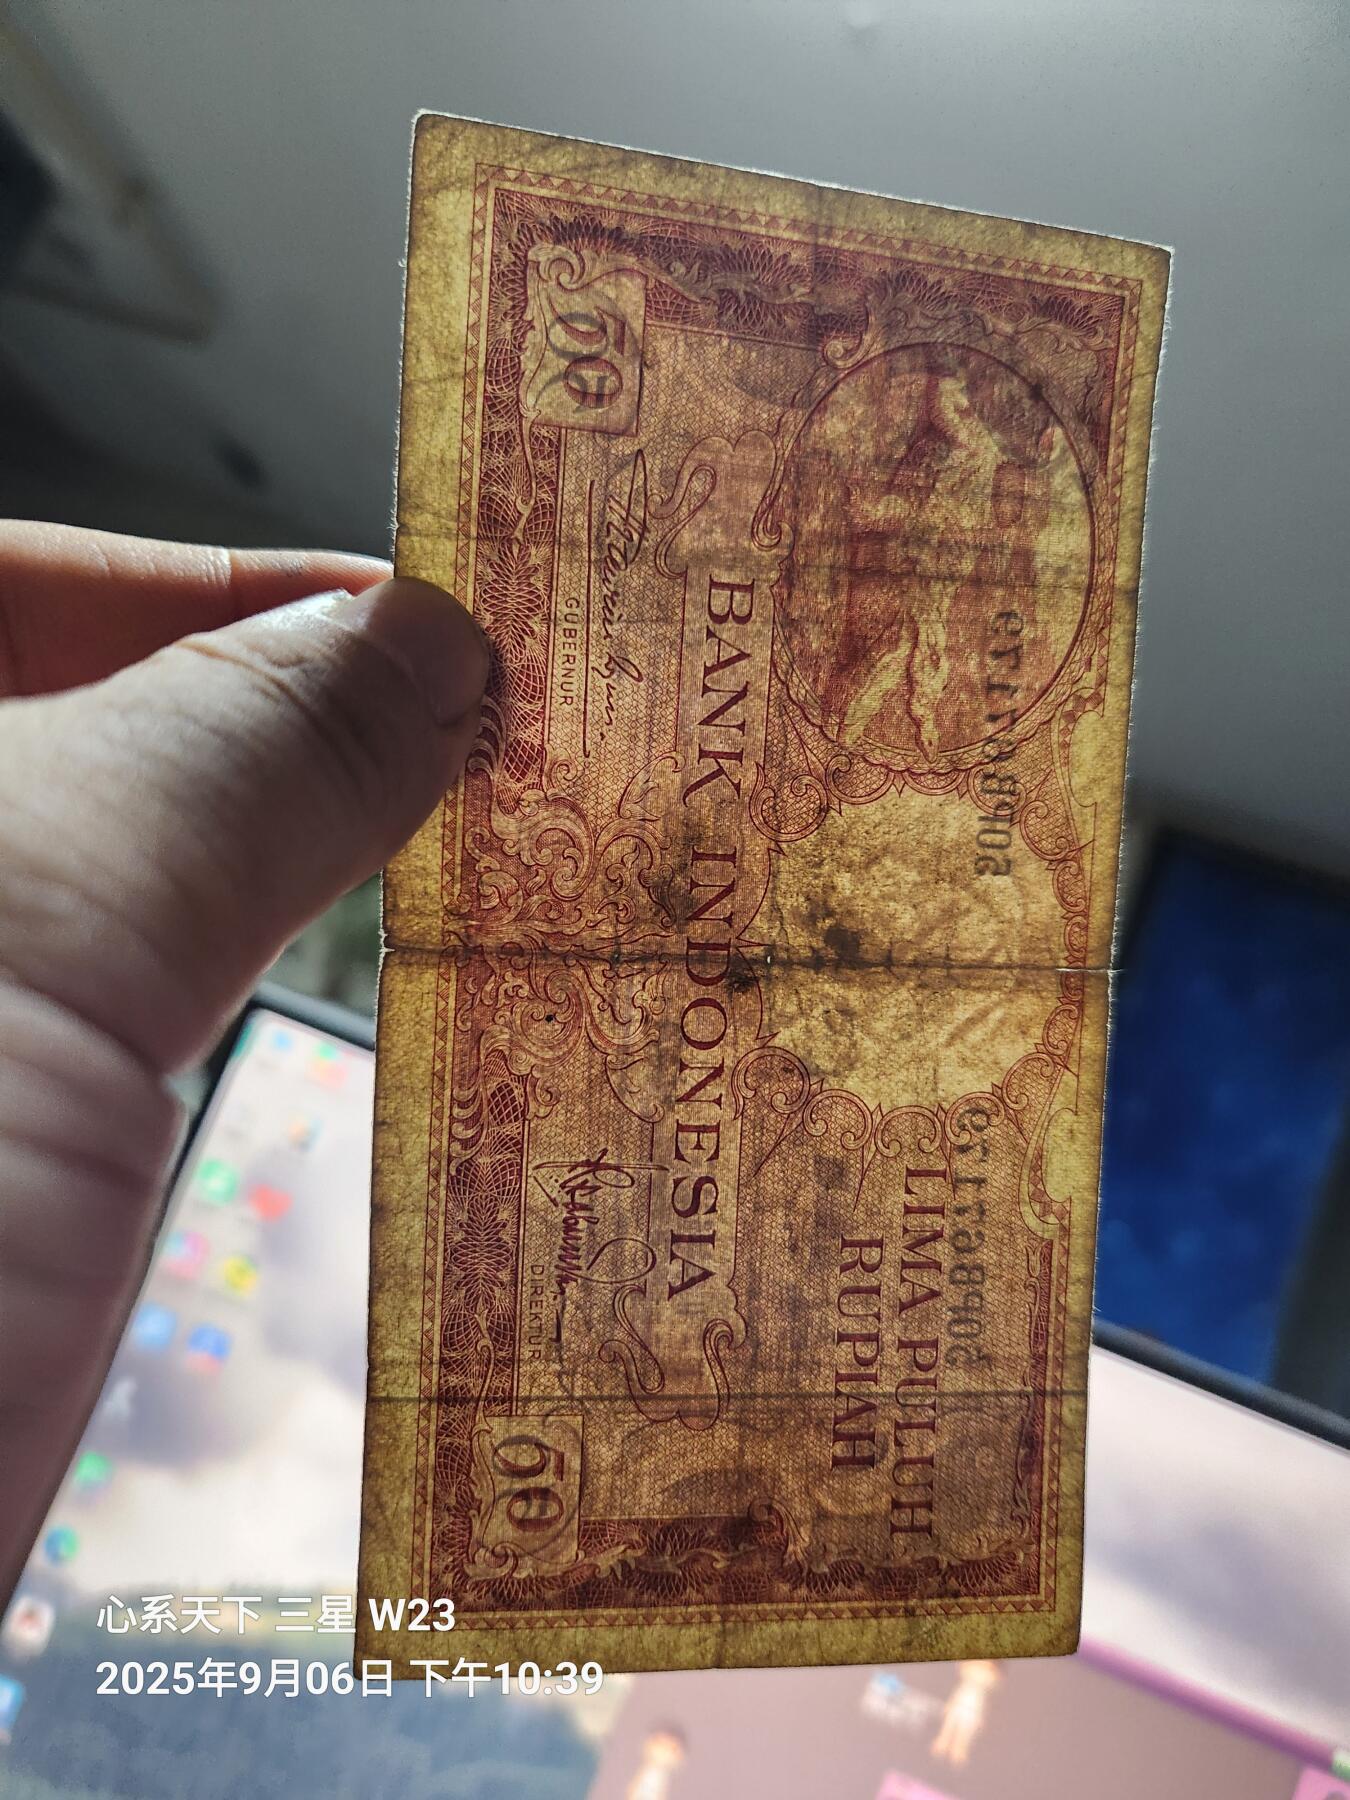 50
GUBERNUR
BANK INDONESIA
LIMA PULUH
RUPIAH
DIREKTUR
50
心系天下 三星 W23
2025年9月06日 下午10:39